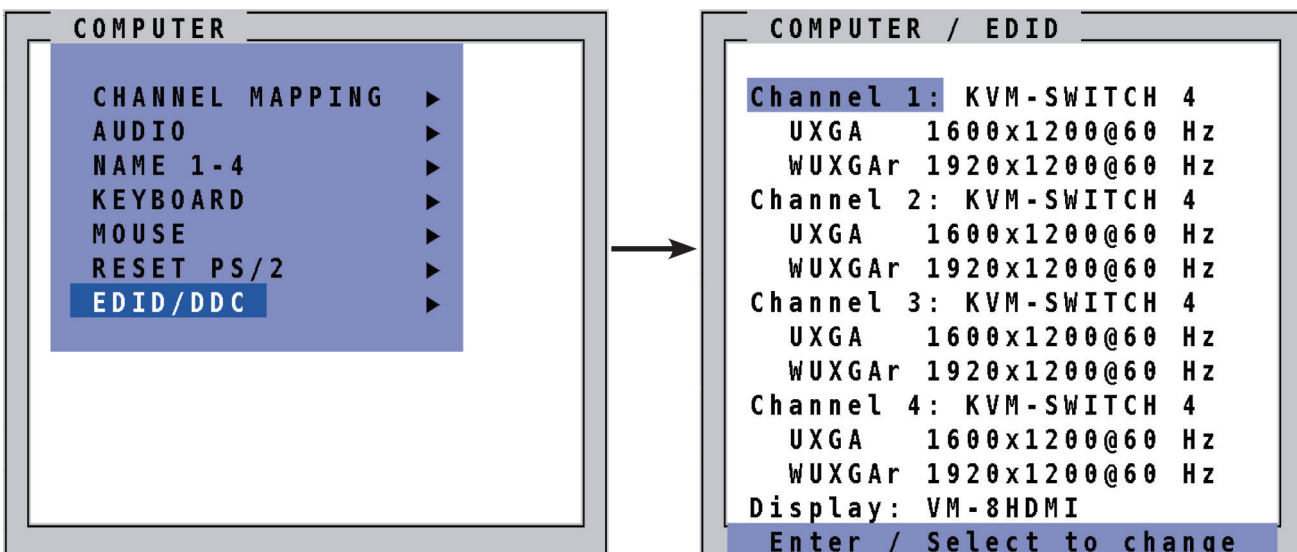 COMPUTER
CHANNEL MAPPING ▶
AUDIO ▶
NAME 1-4 ▶
KEYBOARD ▶
MOUSE ▶
RESET PS/2 ▶
EDID/DDC ▶
COMPUTER / EDID
Channel 1: KVM-SWITCH 4
UXGA 1600x1200@60 Hz
WUXGAr 1920x1200@60 Hz
Channel 2: KVM-SWITCH 4
UXGA 1600x1200@60 Hz
WUXGAr 1920x1200@60 Hz
Channel 3: KVM-SWITCH 4
UXGA 1600x1200@60 Hz
WUXGAr 1920x1200@60 Hz
Channel 4: KVM-SWITCH 4
UXGA 1600x1200@60 Hz
WUXGAr 1920x1200@60 Hz
Display: VM-8HDMI
Enter / Select to change